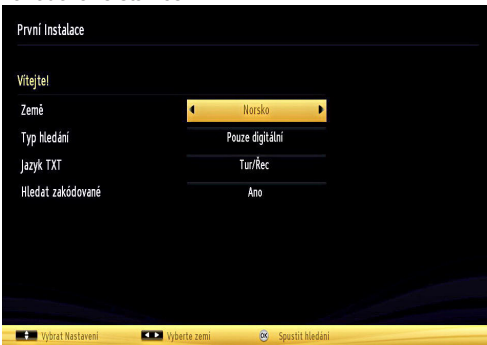 První Instalace
Vítejte!
Země Norsko
Typ hledání Pouze digitální
Jazyk TXT Tur/Řec
Hledat zakódované Ano
Vybrat Nastavení Vyberte zemi OK Spustit hledání